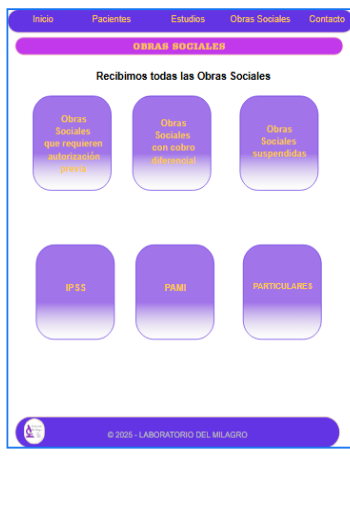 Inicio Pacientes Estudios Obras Sociales Contacto
OBRAS SOCIALES
Recibimos todas las Obras Sociales
Obras
Sociales
que requieren
autorización
previa
Obras
Sociales
con cobro
diferencial
Obras
Sociales
suspendidas
IPSS
PAMI
PARTICULARES
© 2025 - LABORATORIO DEL MILAGRO